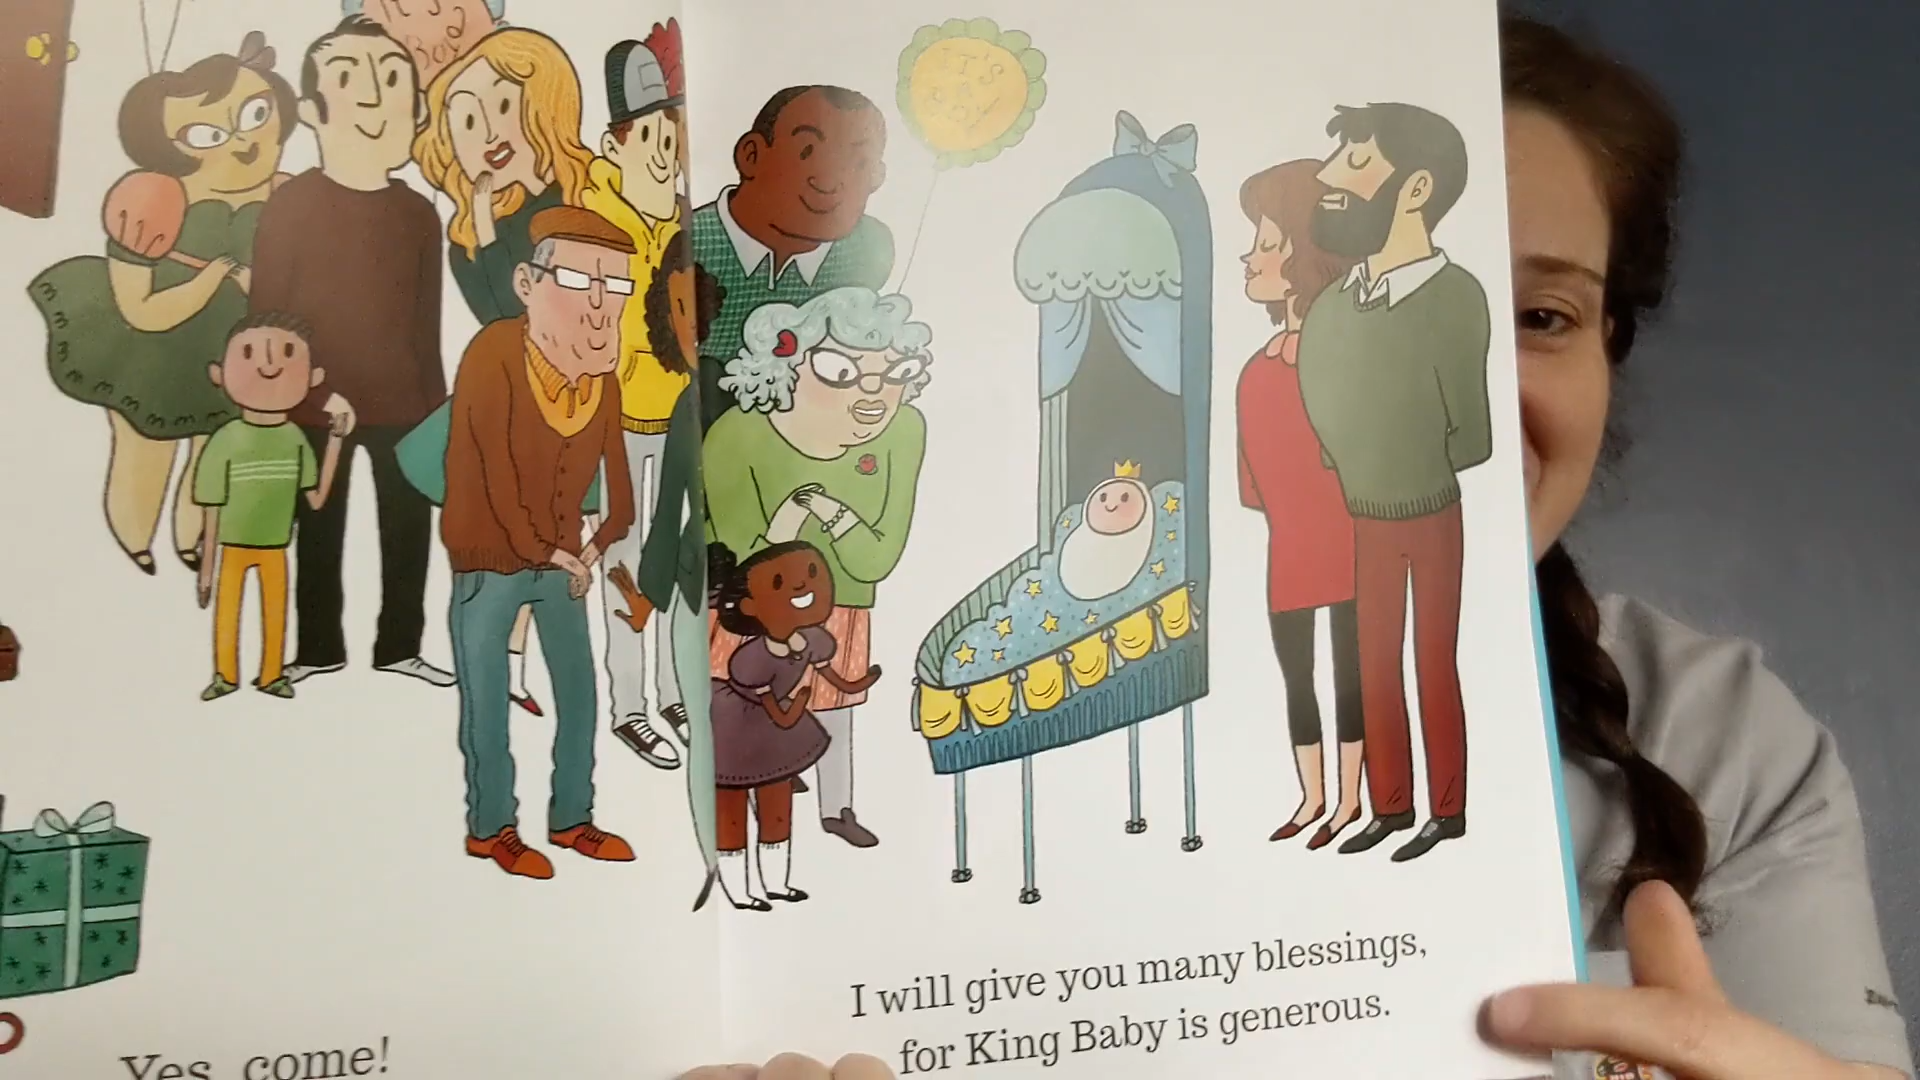 It's a Boy
IT'S
A
BOY
Yes, come!
I will give you many blessings,
for King Baby is generous.